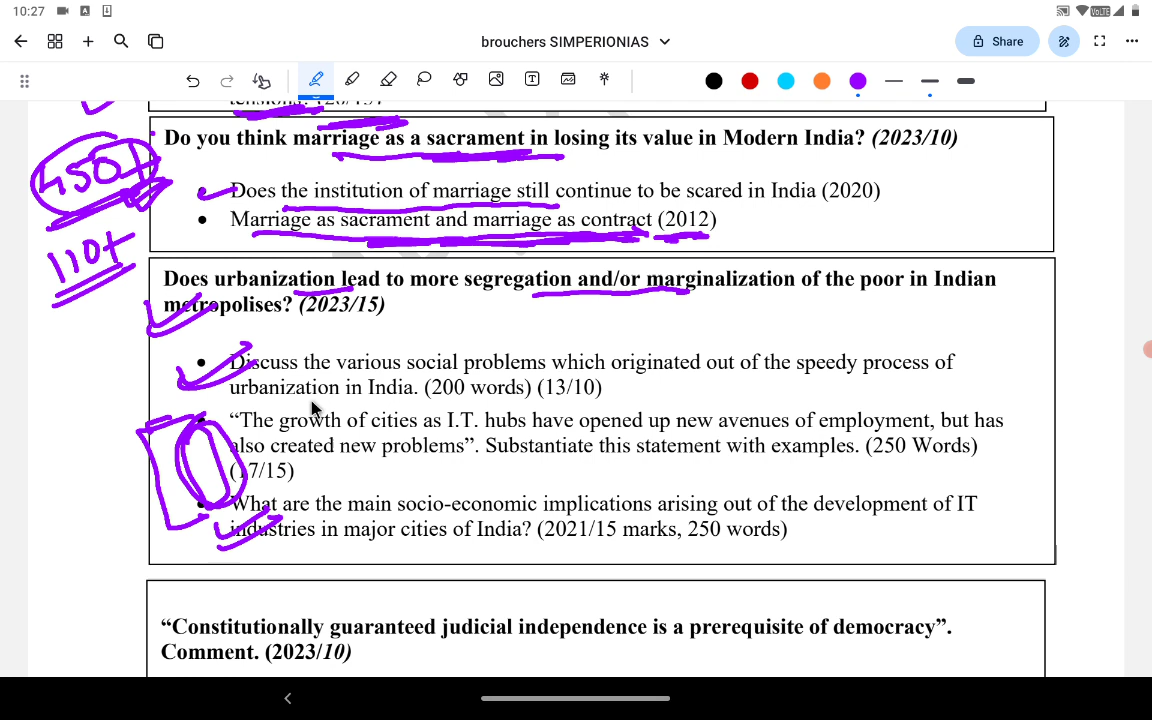 10:27
VoLTE
brouchers SIMPERIONIAS
Share
Do you think marriage as a sacrament in losing its value in Modern India? (2023/10)
450+
• Does the institution of marriage still continue to be scared in India (2020)
• Marriage as sacrament and marriage as contract (2012)
110+
Does urbanization lead to more segregation and/or marginalization of the poor in Indian
metropolises? (2023/15)
• Discuss the various social problems which originated out of the speedy process of
urbanization in India. (200 words) (13/10)
• “The growth of cities as I.T. hubs have opened up new avenues of employment, but has
also created new problems”. Substantiate this statement with examples. (250 Words)
(17/15)
• What are the main socio-economic implications arising out of the development of IT
industries in major cities of India? (2021/15 marks, 250 words)
“Constitutionally guaranteed judicial independence is a prerequisite of democracy”.
Comment. (2023/10)